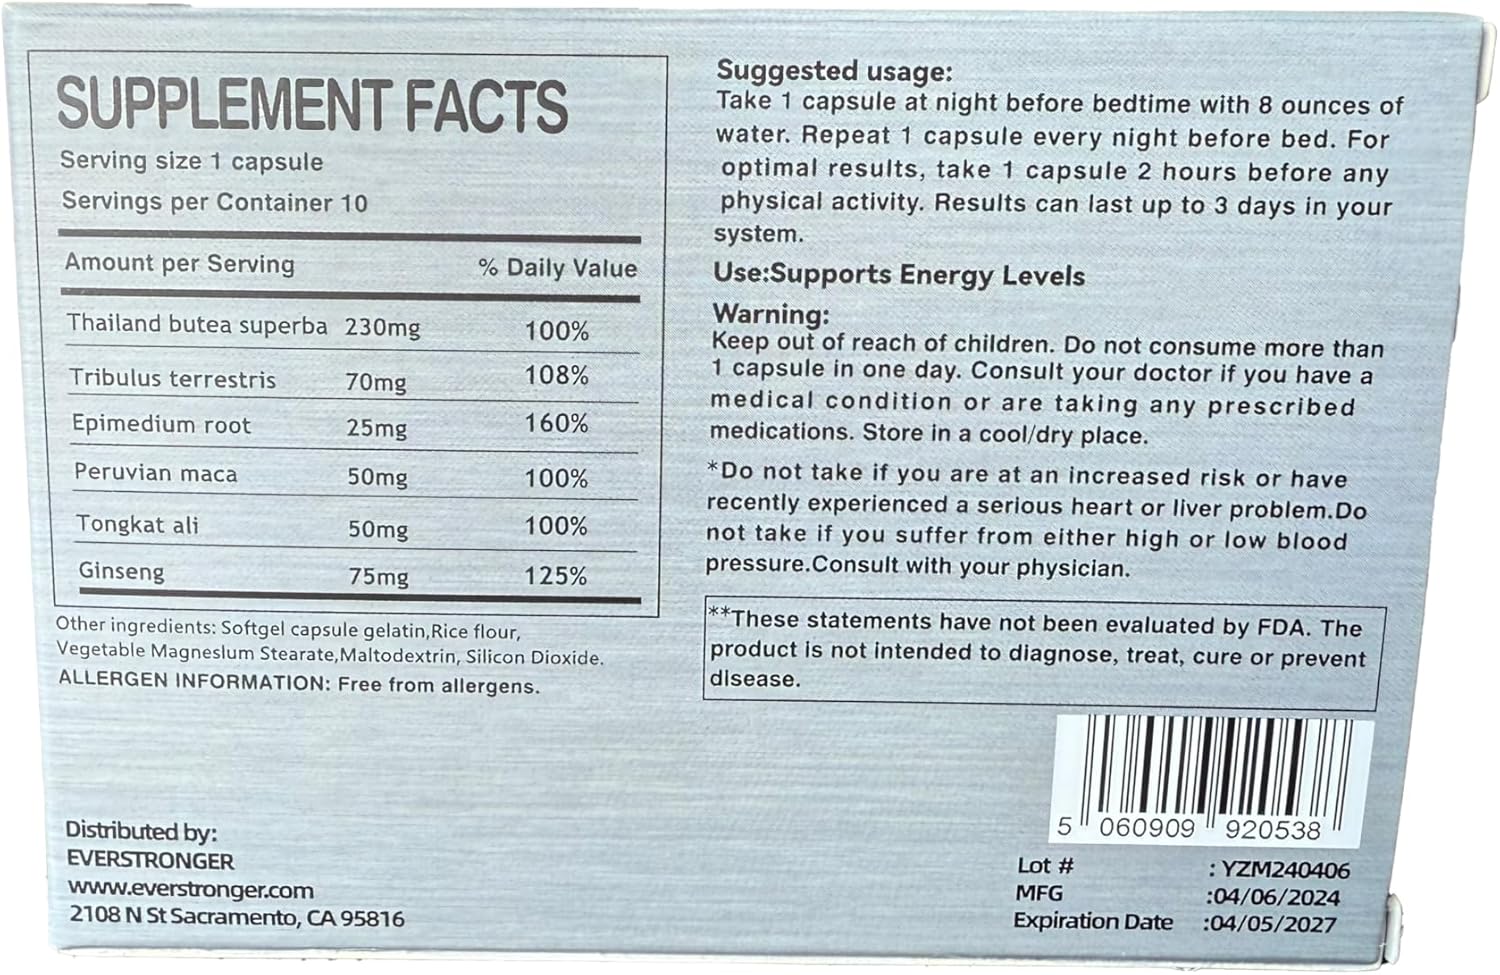 SUPPLEMENT FACTS
Serving size 1 capsule
Servings per Container 10
Amount per Serving % Daily Value
Thailand butea superba 230mg 100%
Tribulus terrestris 70mg 108%
Epimedium root 25mg 160%
Peruvian maca 50mg 100%
Tongkat ali 50mg 100%
Ginseng 75mg 125%
Other ingredients: Softgel capsule gelatin,Rice flour,
Vegetable Magneslum Stearate,Maltodextrin, Silicon Dioxide.
ALLERGEN INFORMATION: Free from allergens.
Distributed by:
EVERSTRONGER
www.everstronger.com
2108 N St Sacramento, CA 95816
Suggested usage:
Take 1 capsule at night before bedtime with 8 ounces of
water. Repeat 1 capsule every night before bed. For
optimal results, take 1 capsule 2 hours before any
physical activity. Results can last up to 3 days in your
system.
Use:Supports Energy Levels
Warning:
Keep out of reach of children. Do not consume more than
1 capsule in one day. Consult your doctor if you have a
medical condition or are taking any prescribed
medications. Store in a cool/dry place.
*Do not take if you are at an increased risk or have
recently experienced a serious heart or liver problem.Do
not take if you suffer from either high or low blood
pressure.Consult with your physician.
**These statements have not been evaluated by FDA. The
product is not intended to diagnose, treat, cure or prevent
dlsease.
5 060909 920538
Lot # : YZM240406
MFG :04/06/2024
Expiration Date :04/05/2027